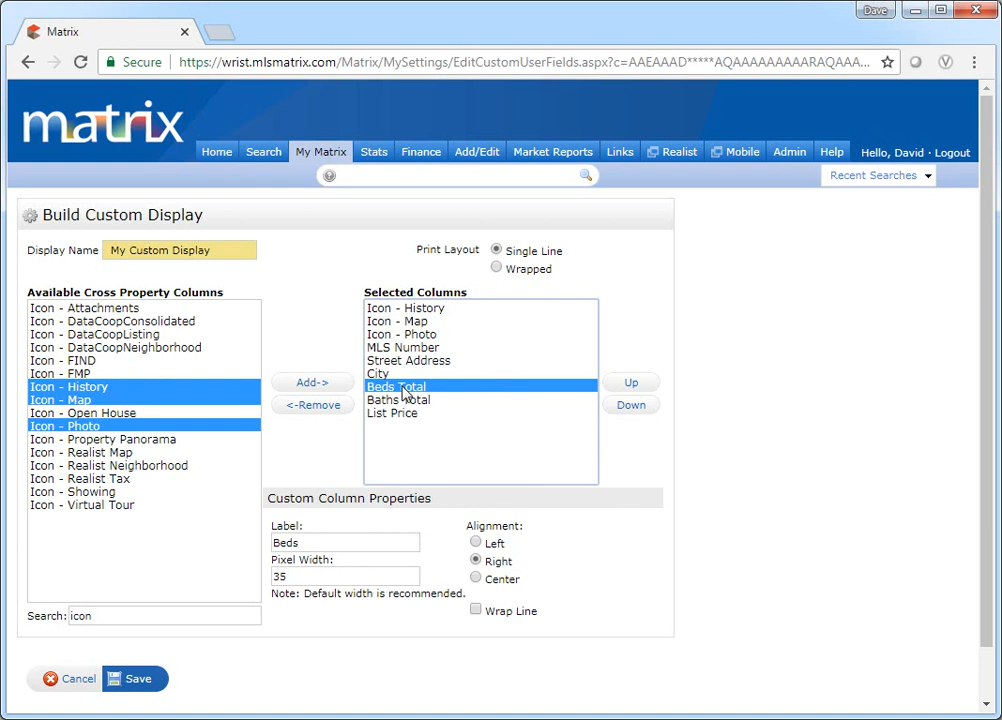 Dave
Matrix
Secure
https://wrist.mlsmatrix.com/Matrix/MySettings/EditCustomUserFields.aspx?c=AAEAAAD*****AQAAAAAAAAARAQAAA...
matrix
Home Search My Matrix Stats Finance Add/Edit Market Reports Links Realist Mobile Admin Help Hello, David · Logout
Recent Searches
Build Custom Display
Display Name My Custom Display
Print Layout Single Line
Wrapped
Available Cross Property Columns
Icon - Attachments
Icon - DataCoopConsolidated
Icon - DataCoopListing
Icon - DataCoopNeighborhood
Icon - FIND
Icon - FMP
Icon - History
Icon - Map
Icon - Open House
Icon - Photo
Icon - Property Panorama
Icon - Realist Map
Icon - Realist Neighborhood
Icon - Realist Tax
Icon - Showing
Icon - Virtual Tour
Search: icon
Add->
<-Remove
Selected Columns
Icon - History
Icon - Map
Icon - Photo
MLS Number
Street Address
City
Beds Total
Baths Total
List Price
Up
Down
Custom Column Properties
Label:
Beds
Pixel Width:
35
Note: Default width is recommended.
Alignment:
Left
Right
Center
Wrap Line
Cancel Save